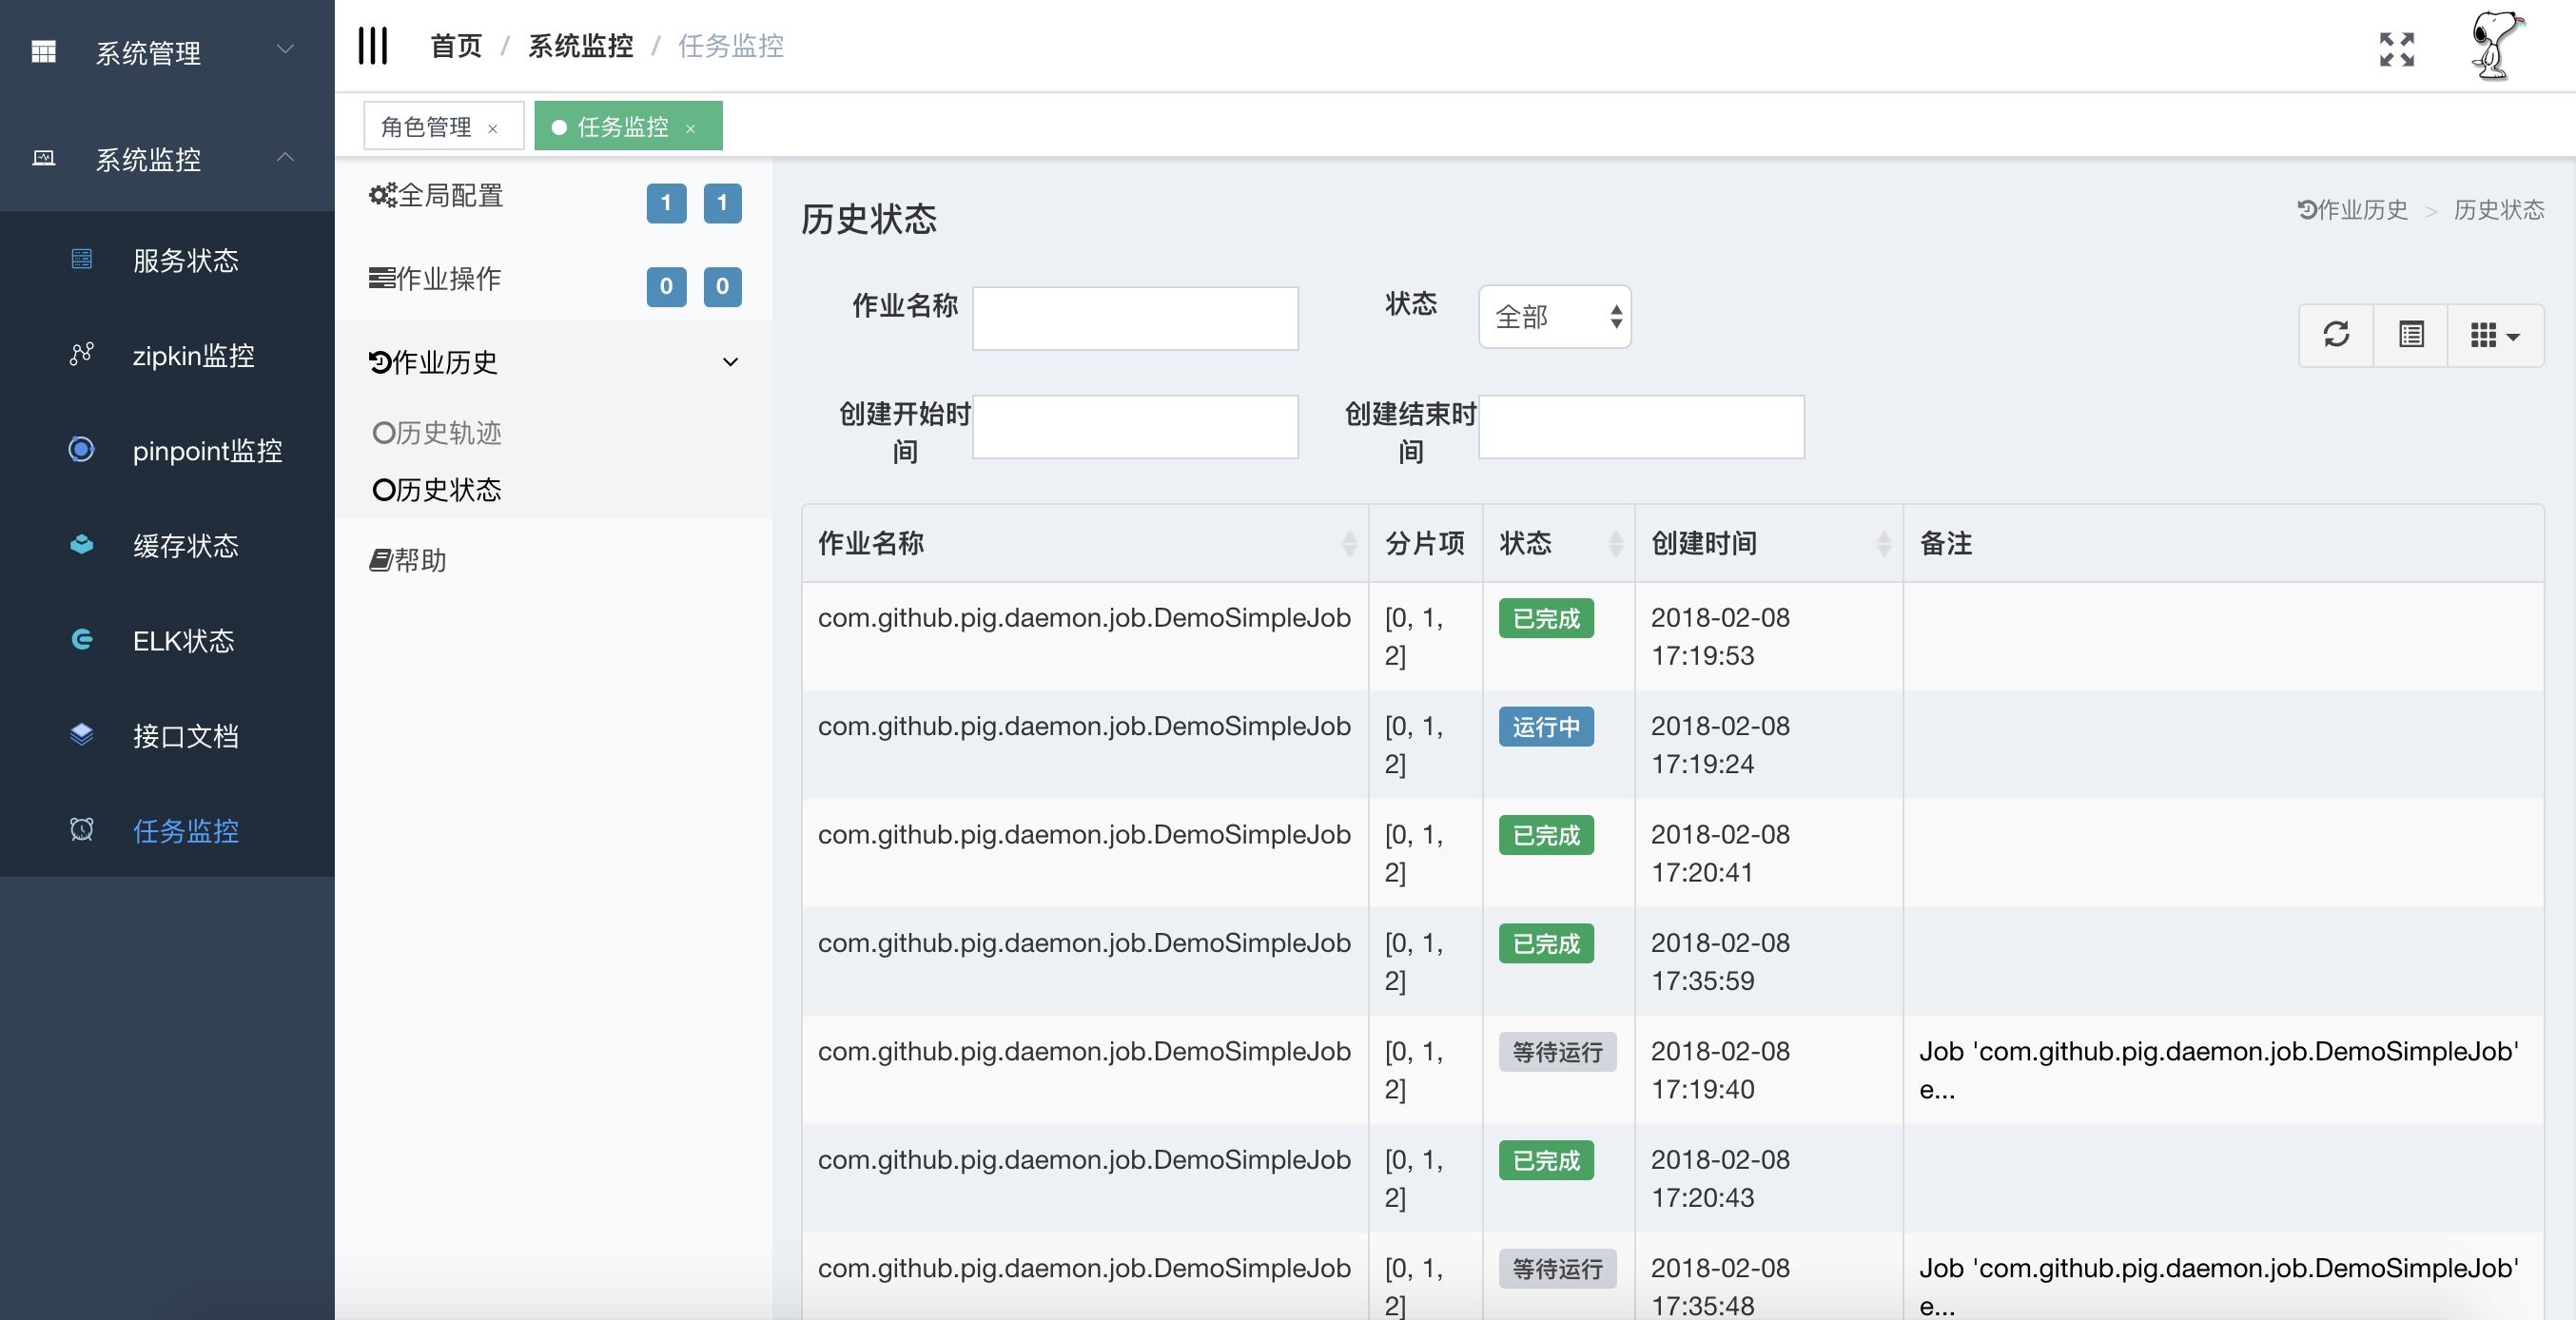 系统管理
系统监控
服务状态
zipkin监控
pinpoint监控
缓存状态
ELK状态
接口文档
任务监控
首页 / 系统监控 / 任务监控
角色管理 ×
任务监控 ×
全局配置 1 1
作业操作 0 0
作业历史
历史轨迹
历史状态
帮助
历史状态
作业历史 > 历史状态
作业名称
状态 全部
创建开始时
间
创建结束时
间
作业名称 分片项 状态 创建时间 备注
com.github.pig.daemon.job.DemoSimpleJob [0, 1, 已完成 2018-02-08
2] 17:19:53
com.github.pig.daemon.job.DemoSimpleJob [0, 1, 运行中 2018-02-08
2] 17:19:24
com.github.pig.daemon.job.DemoSimpleJob [0, 1, 已完成 2018-02-08
2] 17:20:41
com.github.pig.daemon.job.DemoSimpleJob [0, 1, 已完成 2018-02-08
2] 17:35:59
com.github.pig.daemon.job.DemoSimpleJob [0, 1, 等待运行 2018-02-08 Job 'com.github.pig.daemon.job.DemoSimpleJob'
2] 17:19:40 e...
com.github.pig.daemon.job.DemoSimpleJob [0, 1, 已完成 2018-02-08
2] 17:20:43
com.github.pig.daemon.job.DemoSimpleJob [0, 1, 等待运行 2018-02-08 Job 'com.github.pig.daemon.job.DemoSimpleJob'
2] 17:35:48 e...